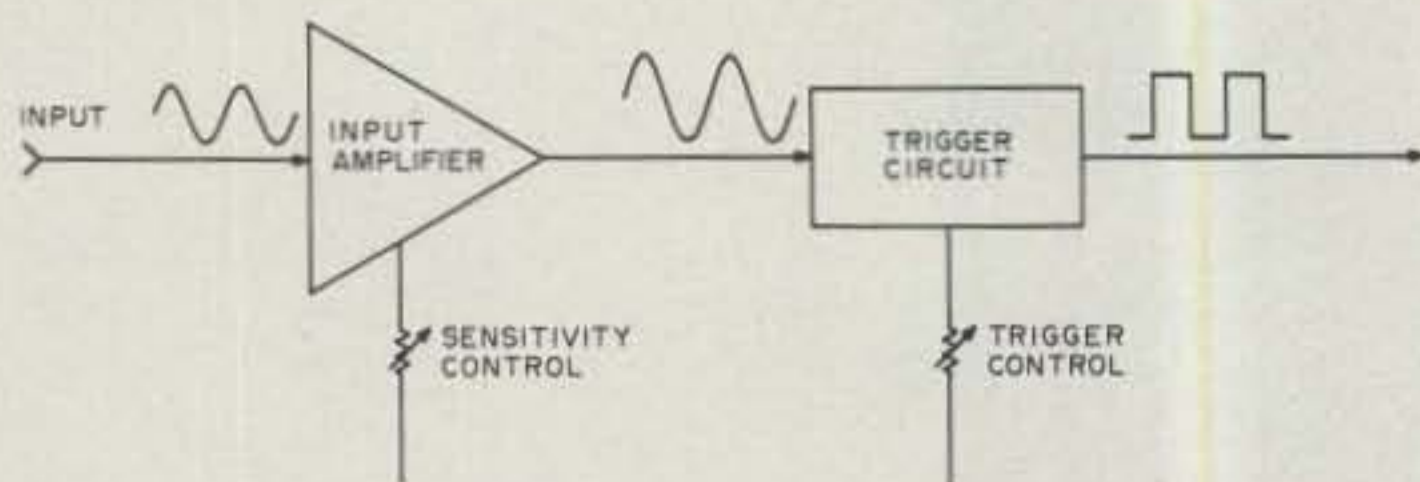 INPUT
INPUT
AMPLIFIER
TRIGGER
CIRCUIT
SENSITIVITY
CONTROL
TRIGGER
CONTROL